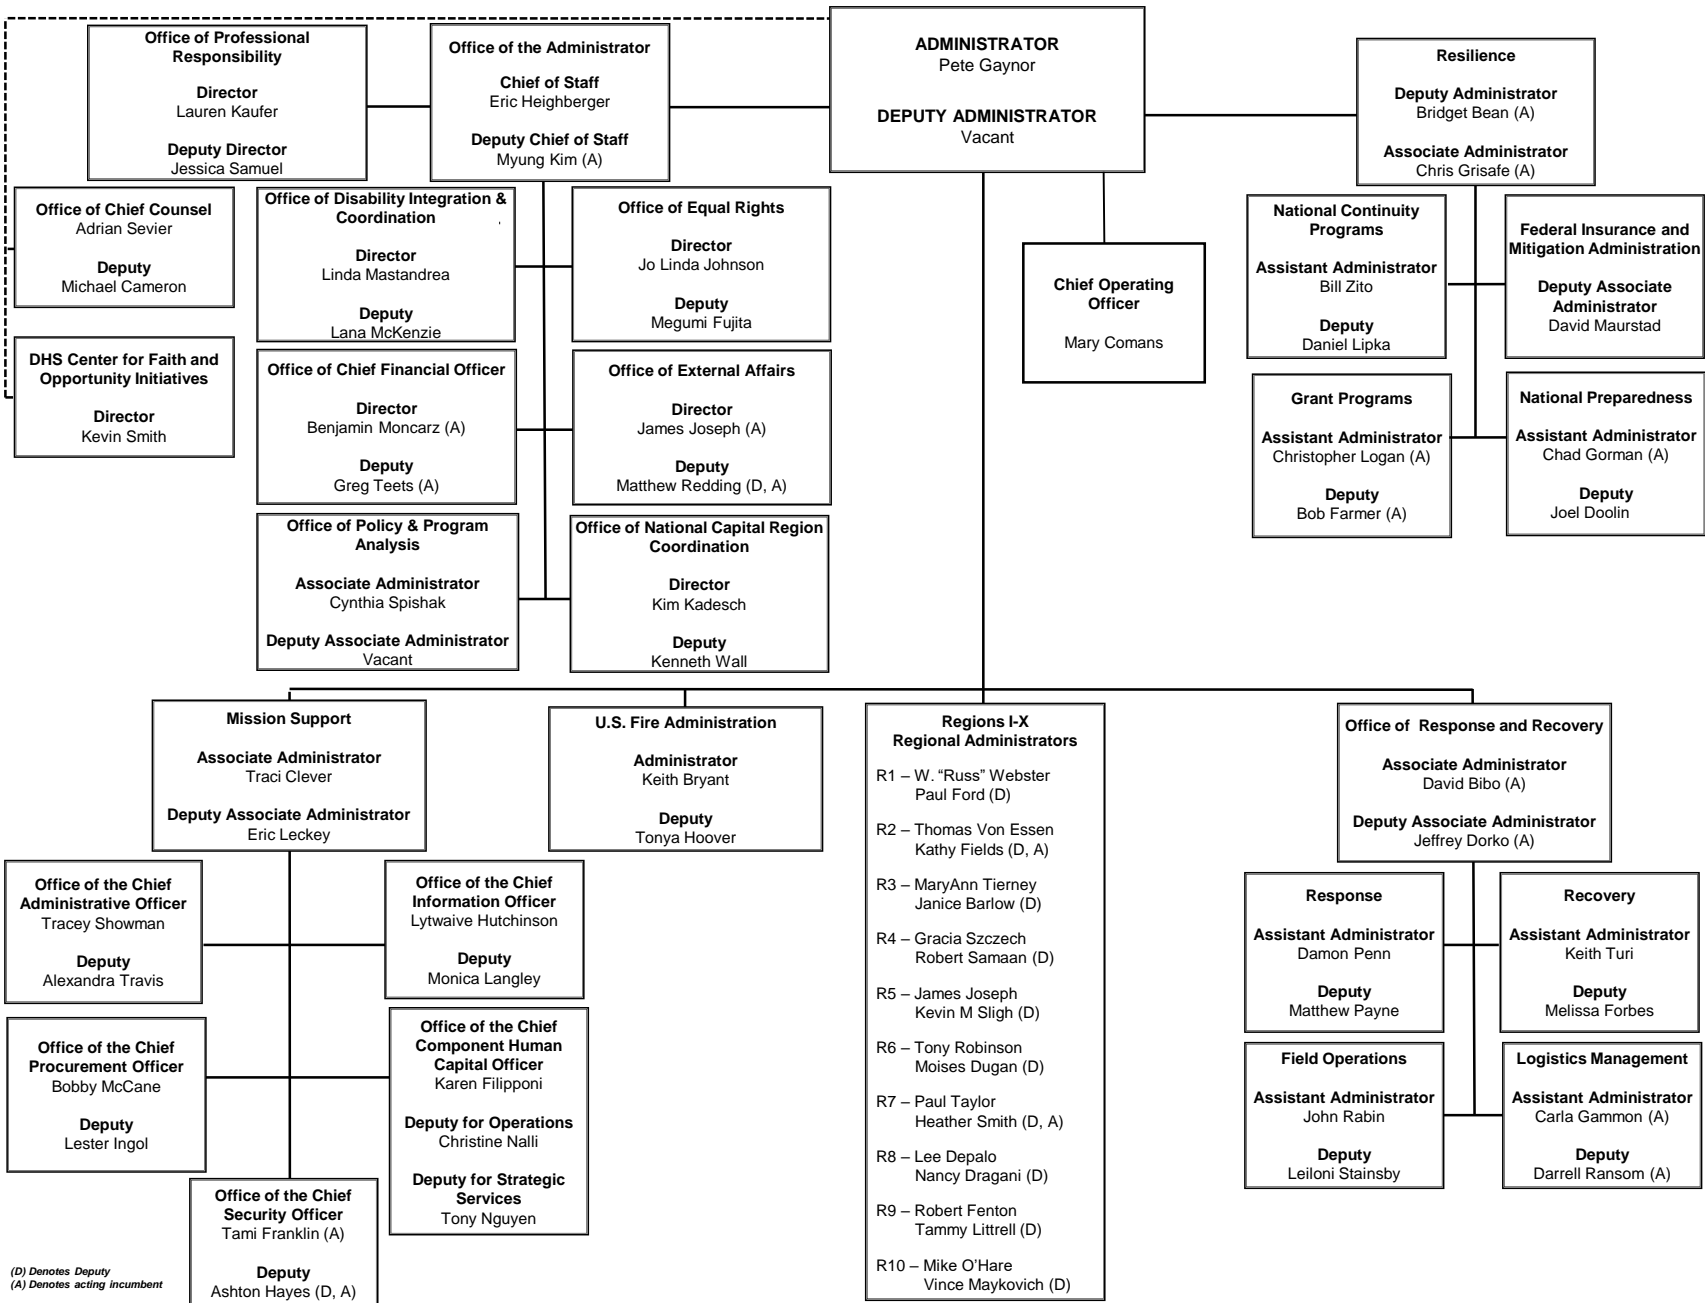 ADMINISTRATOR
Pete Gaynor
DEPUTY ADMINISTRATOR
Vacant
Office of Professional
Responsibility
Director
Lauren Kaufer
Deputy Director
Jessica Samuel
Office of the Administrator
Chief of Staff
Eric Heighberger
Deputy Chief of Staff
Myung Kim (A)
Resilience
Deputy Administrator
Bridget Bean (A)
Associate Administrator
Chris Grisafe (A)
Office of Chief Counsel
Adrian Sevier
Deputy
Michael Cameron
Office of Disability Integration &
Coordination
Director
Linda Mastandrea
Deputy
Lana McKenzie
Office of Equal Rights
Director
Jo Linda Johnson
Deputy
Megumi Fujita
Chief Operating
Officer
Mary Comans
National Continuity
Programs
Assistant Administrator
Bill Zito
Deputy
Daniel Lipka
Federal Insurance and
Mitigation Administration
Deputy Associate
Administrator
David Maurstad
DHS Center for Faith and
Opportunity Initiatives
Director
Kevin Smith
Office of Chief Financial Officer
Director
Benjamin Moncarz (A)
Deputy
Greg Teets (A)
Office of External Affairs
Director
James Joseph (A)
Deputy
Matthew Redding (D, A)
Grant Programs
Assistant Administrator
Christopher Logan (A)
Deputy
Bob Farmer (A)
National Preparedness
Assistant Administrator
Chad Gorman (A)
Deputy
Joel Doolin
Office of Policy & Program
Analysis
Associate Administrator
Cynthia Spishak
Deputy Associate Administrator
Vacant
Office of National Capital Region
Coordination
Director
Kim Kadesch
Deputy
Kenneth Wall
Mission Support
Associate Administrator
Traci Clever
Deputy Associate Administrator
Eric Leckey
U.S. Fire Administration
Administrator
Keith Bryant
Deputy
Tonya Hoover
Regions I-X
Regional Administrators
R1 – W. “Russ” Webster
Paul Ford (D)
R2 – Thomas Von Essen
Kathy Fields (D, A)
R3 – MaryAnn Tierney
Janice Barlow (D)
R4 – Gracia Szczech
Robert Samaan (D)
R5 – James Joseph
Kevin M Sligh (D)
R6 – Tony Robinson
Moises Dugan (D)
R7 – Paul Taylor
Heather Smith (D, A)
R8 – Lee Depalo
Nancy Dragani (D)
R9 – Robert Fenton
Tammy Littrell (D)
R10 – Mike O’Hare
Vince Maykovich (D)
Office of Response and Recovery
Associate Administrator
David Bibo (A)
Deputy Associate Administrator
Jeffrey Dorko (A)
Office of the Chief
Administrative Officer
Tracey Showman
Deputy
Alexandra Travis
Office of the Chief
Information Officer
Lytwaive Hutchinson
Deputy
Monica Langley
Response
Assistant Administrator
Damon Penn
Deputy
Matthew Payne
Recovery
Assistant Administrator
Keith Turi
Deputy
Melissa Forbes
Office of the Chief
Procurement Officer
Bobby McCane
Deputy
Lester Ingol
Office of the Chief
Component Human
Capital Officer
Karen Filipponi
Deputy for Operations
Christine Nalli
Deputy for Strategic
Services
Tony Nguyen
Field Operations
Assistant Administrator
John Rabin
Deputy
Leiloni Stainsby
Logistics Management
Assistant Administrator
Carla Gammon (A)
Deputy
Darrell Ransom (A)
Office of the Chief
Security Officer
Tami Franklin (A)
Deputy
Ashton Hayes (D, A)
(D) Denotes Deputy
(A) Denotes acting incumbent